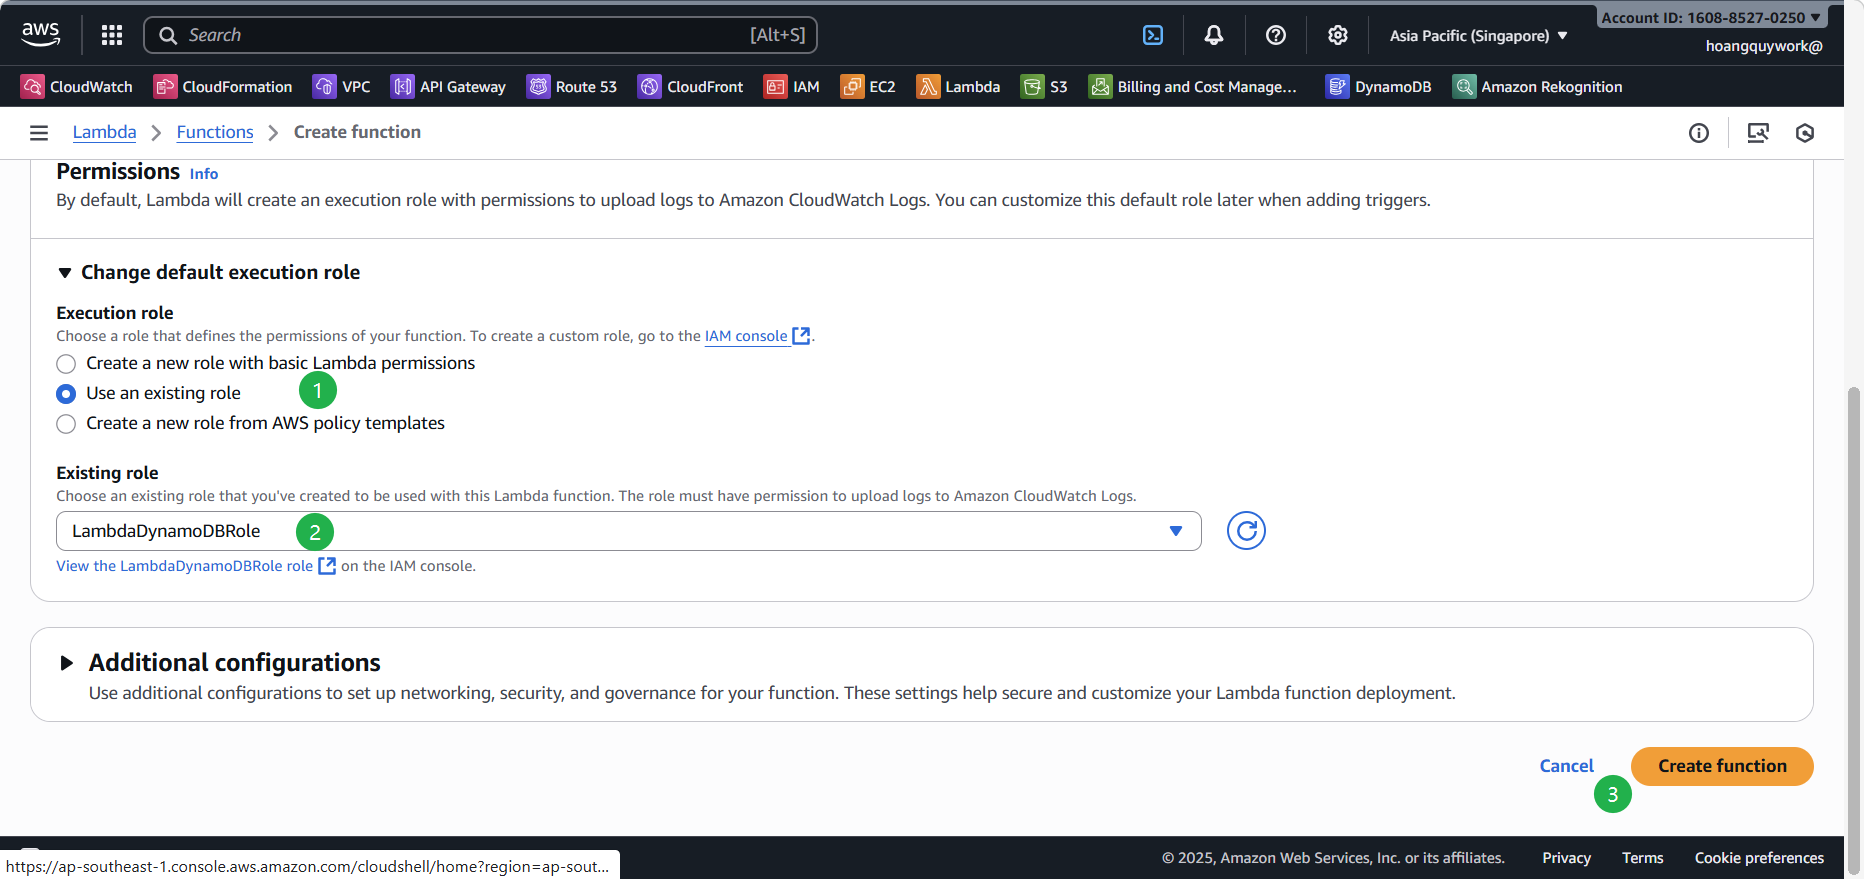 aws
Search
[Alt+S]
Asia Pacific (Singapore)
Account ID: 1608-8527-0250
hoangquywork@
CloudWatch
CloudFormation
VPC
API Gateway
Route 53
CloudFront
IAM
EC2
Lambda
S3
Billing and Cost Manage...
DynamoDB
Amazon Rekognition
Lambda
Functions
Create function
Permissions Info
By default, Lambda will create an execution role with permissions to upload logs to Amazon CloudWatch Logs. You can customize this default role later when adding triggers.
Change default execution role
Execution role
Choose a role that defines the permissions of your function. To create a custom role, go to the IAM console.
Create a new role with basic Lambda permissions
Use an existing role
1
Create a new role from AWS policy templates
Existing role
Choose an existing role that you've created to be used with this Lambda function. The role must have permission to upload logs to Amazon CloudWatch Logs.
LambdaDynamoDBRole
2
View the LambdaDynamoDBRole role on the IAM console.
Additional configurations
Use additional configurations to set up networking, security, and governance for your function. These settings help secure and customize your Lambda function deployment.
Cancel
Create function
3
https://ap-southeast-1.console.aws.amazon.com/cloudshell/home?region=ap-sout...
© 2025, Amazon Web Services, Inc. or its affiliates.
Privacy
Terms
Cookie preferences